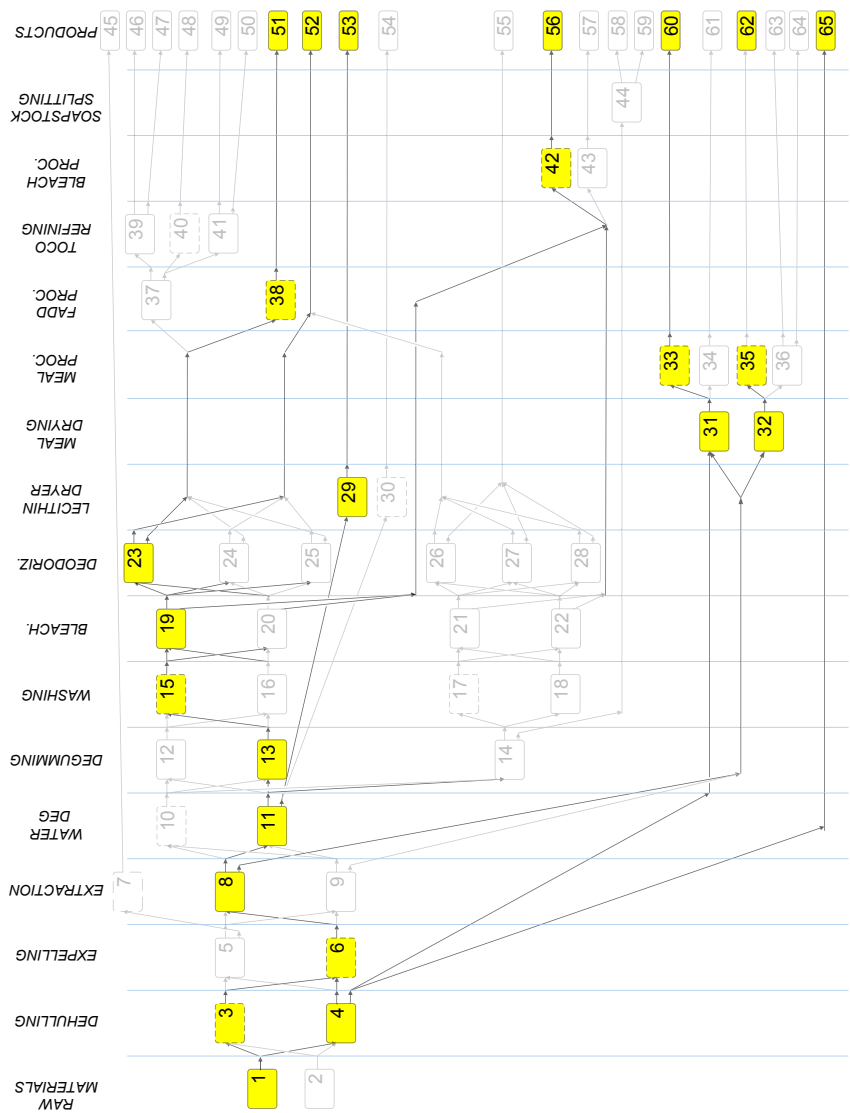 PRODUCTS
45
46
47
48
49
50
51
52
53
54
55
56
57
58
59
60
61
62
63
64
65
SOAPSTOCK
SPLITTING
44
BLEACH
PROC.
42
43
TOCO
REFINING
39
40
41
FADD
PROC.
37
38
MEAL
PROC.
33
34
35
36
MEAL
DRYING
31
32
LECITHIN
DRYER
29
30
DEODORIZ.
23
24
25
26
27
28
BLEACH.
19
20
21
22
WASHING
15
16
17
18
DEGUMMING
12
13
14
WATER
DEG
10
11
EXTRACTION
7
8
9
EXPELLING
5
6
DEHULLING
3
4
RAW
MATERIALS
1
2